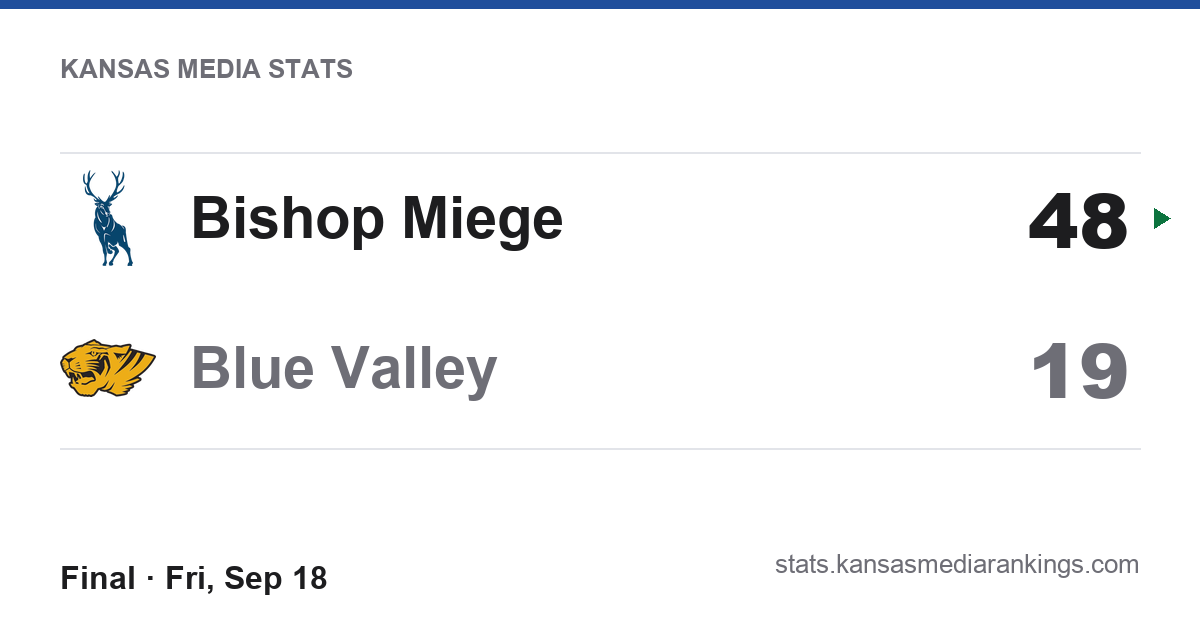 KANSAS MEDIA STATS
Bishop Miege 48
Blue Valley 19
Final · Fri, Sep 18
stats.kansasmediarankings.com